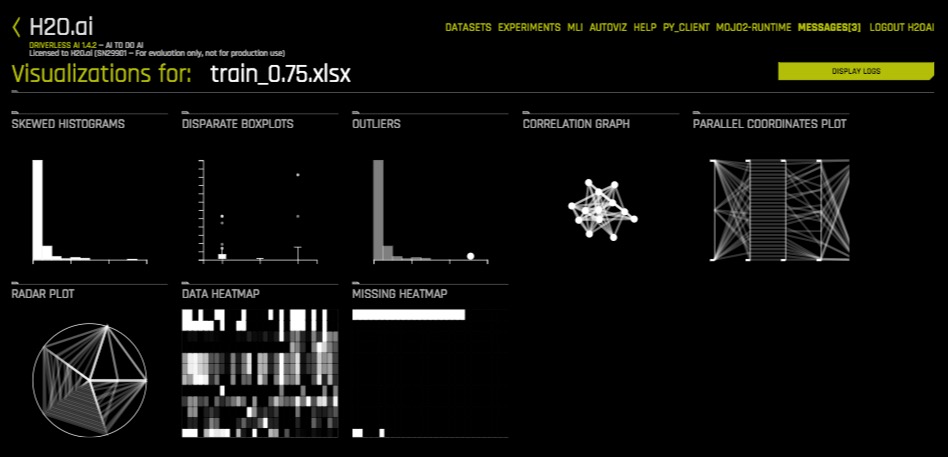 H2O.ai
DATASETS EXPERIMENTS MLI AUTOVIZ HELP PY_CLIENT MOJO2-RUNTIME MESSAGES[3] LOGOUT H2OAI
DRIVERLESS AI 1.4.2 – AI TO DO AI
Licensed to H2O.ai (SN29901 – For evaluation only, not for production use)
Visualizations for: train_0.75.xlsx
DISPLAY LOGS
SKEWED HISTOGRAMS
DISPARATE BOXPLOTS
OUTLIERS
CORRELATION GRAPH
PARALLEL COORDINATES PLOT
RADAR PLOT
DATA HEATMAP
MISSING HEATMAP